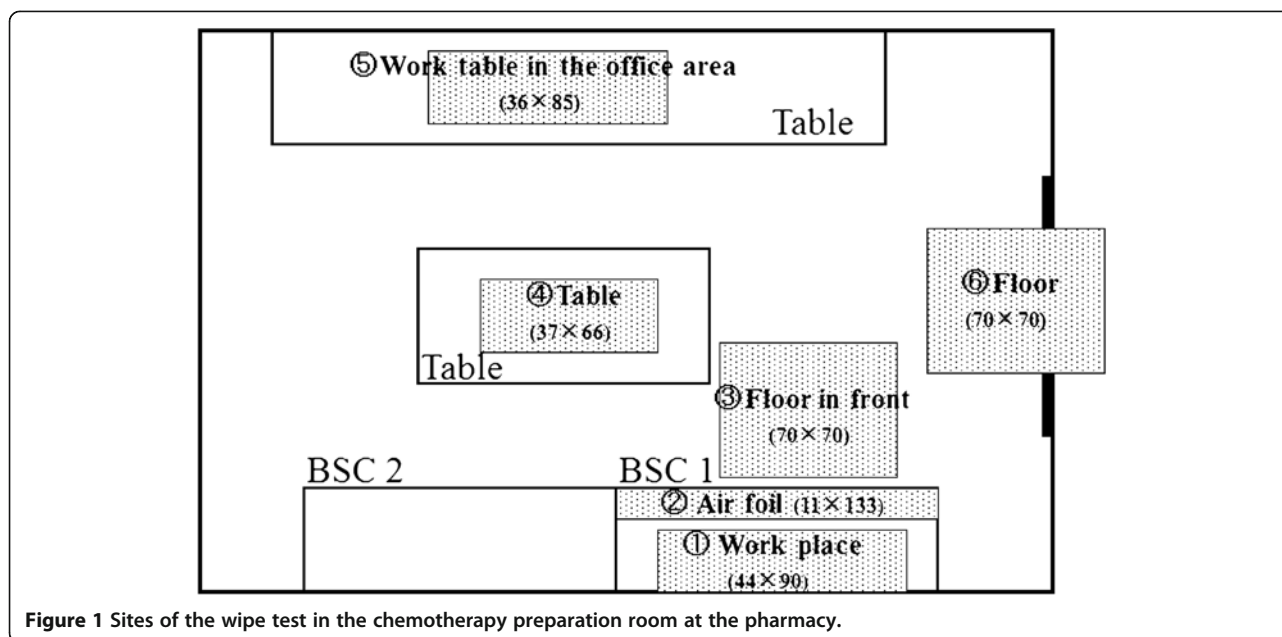 ⑤Work table in the office area
(36×85)
Table
④Table
(37×66)
Table
⑥Floor
(70×70)
③Floor in front
(70×70)
BSC 2
BSC 1
② Air foil (11×133)
① Work place
(44×90)
Figure 1 Sites of the wipe test in the chemotherapy preparation room at the pharmacy.